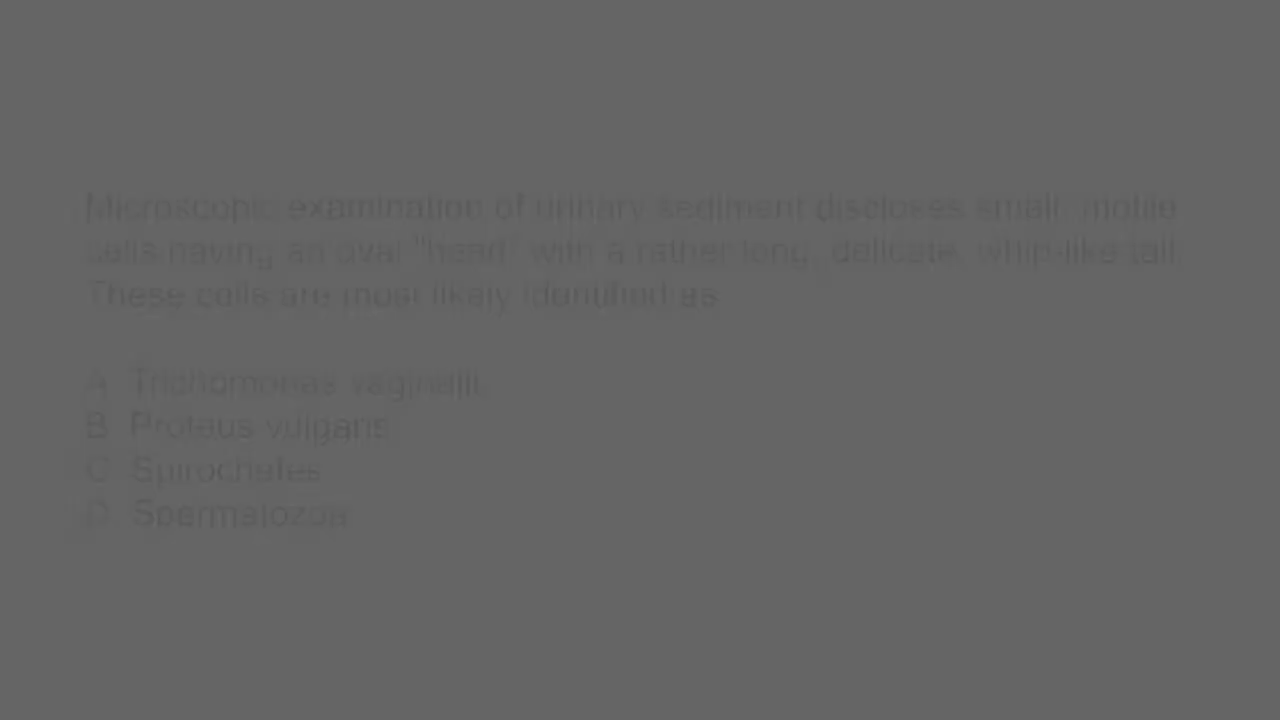 Microscopic examination of urinary sediment discloses small, motile
cells having an oval "head" with a rather long, delicate, whip-like tail.
These cells are most likely identified as
A Trichomonas vaginalis
B Proteus vulgaris
C Spirochetes
D Spermatozoa